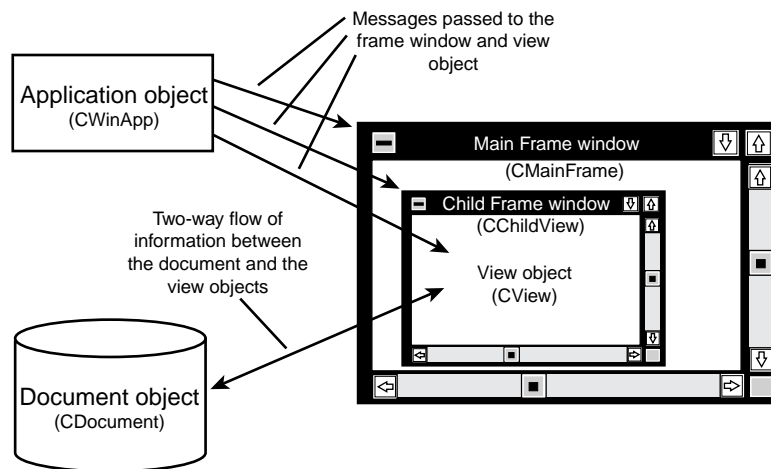 Messages passed to the
frame window and view
object
Application object
(CWinApp)
Main Frame window
(CMainFrame)
Child Frame window
(CChildView)
Two-way flow of
information between
the document and the
view objects
View object
(CView)
Document object
(CDocument)